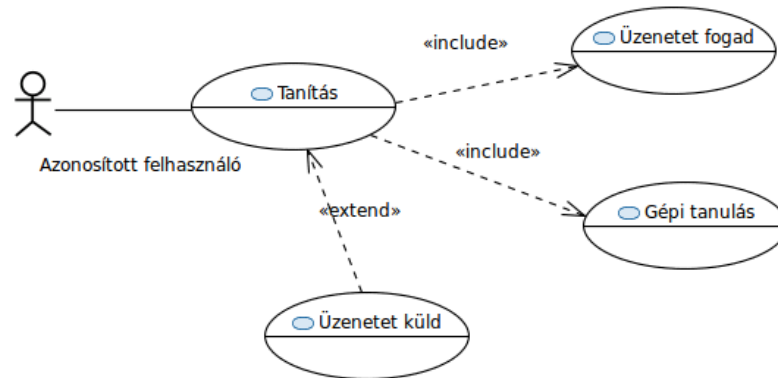 Üzenetet fogad
«include»
Tanítás
Azonosított felhasználó
«include»
Gépi tanulás
«extend»
Üzenetet küld